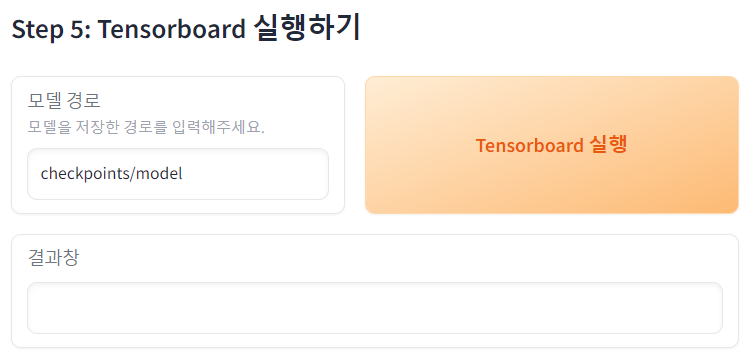 Step 5: Tensorboard 실행하기
모델 경로
모델을 저장한 경로를 입력해주세요.
checkpoints/model
Tensorboard 실행
결과창